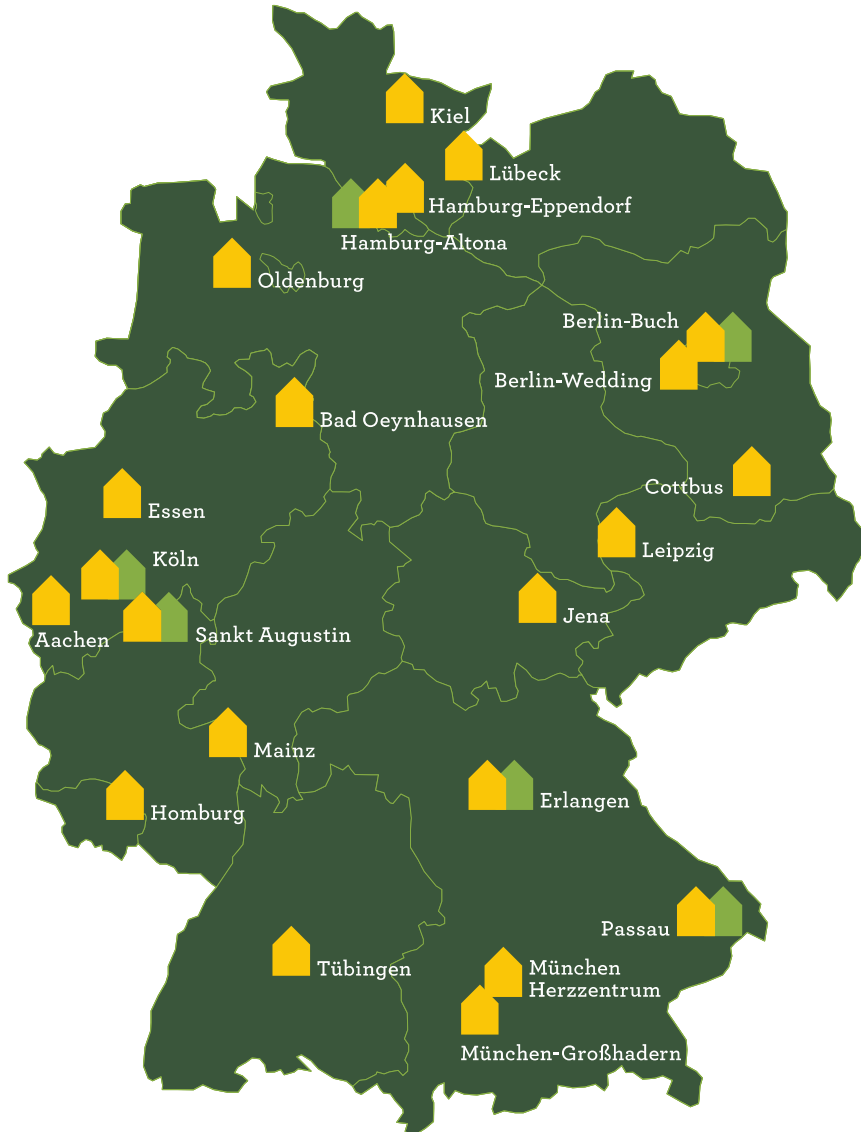 Kiel
Lübeck
Hamburg-Eppendorf
Hamburg-Altona
Oldenburg
Berlin-Buch
Berlin-Wedding
Bad Oeynhausen
Cottbus
Essen
Leipzig
Köln
Jena
Aachen
Sankt Augustin
Mainz
Erlangen
Homburg
Passau
Tübingen
München
Herzzentrum
München-Großhadern